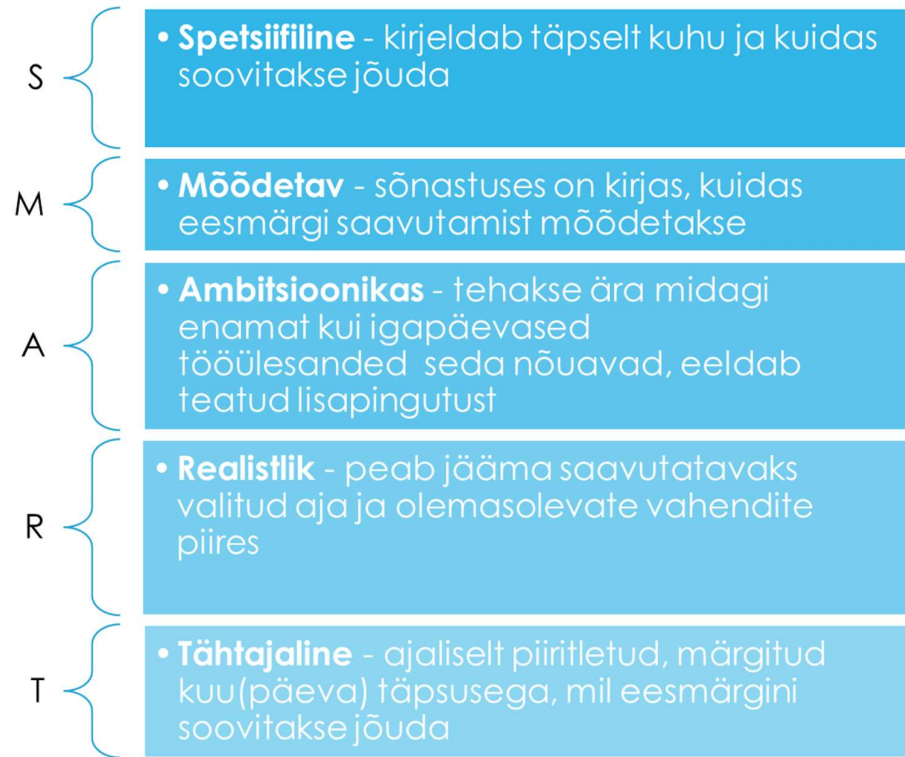 S
• Spetsiifiline - kirjeldab täpselt kuhu ja kuidas
soovitakse jõuda
M
• Mõõdetav - sõnastuses on kirjas, kuidas
eesmärgi saavutamist mõõdetakse
A
• Ambitsioonikas - tehakse ära midagi
enamat kui igapäevased
tööülesanded seda nõuavad, eeldab
teatud lisapingutust
R
• Realistlik - peab jääma saavutatavaks
valitud aja ja olemasolevate vahendite
piires
T
• Tähtajaline - ajaliselt piiritletud, märgitud
kuu(päeva) täpsusega, mil eesmärgini
soovitakse jõuda